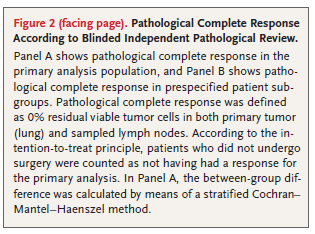 Figure 2 (facing page). Pathological Complete Response
According to Blinded Independent Pathological Review.
Panel A shows pathological complete response in the
primary analysis population, and Panel B shows patho-
logical complete response in prespecified patient sub-
groups. Pathological complete response was defined
as 0% residual viable tumor cells in both primary tumor
(lung) and sampled lymph nodes. According to the in-
tention-to-treat principle, patients who did not undergo
surgery were counted as not having had a response for
the primary analysis. In Panel A, the between-group dif-
ference was calculated by means of a stratified Cochran–
Mantel–Haenszel method.